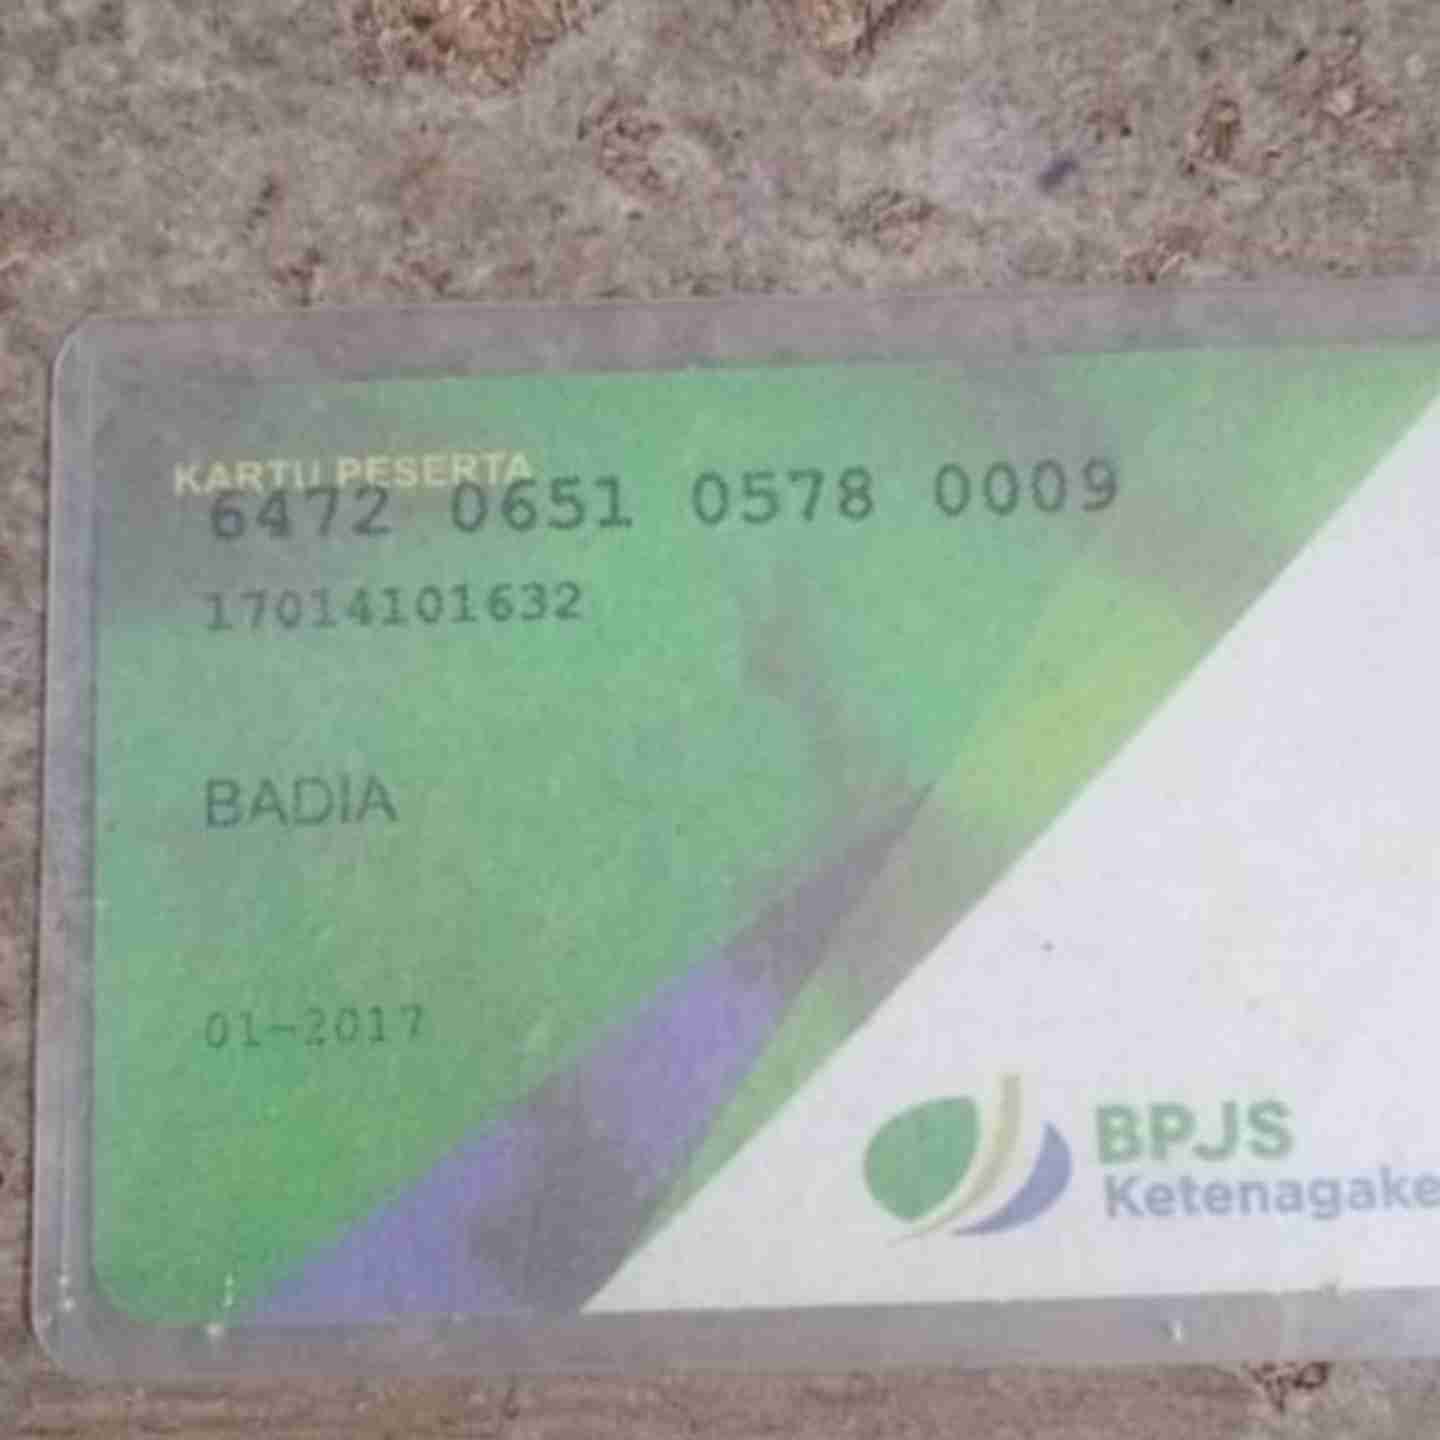 KARTU PESERTA
6472 0651 0578 0009
17014101632
BADIA
01-2017
BPJS
Ketenagake